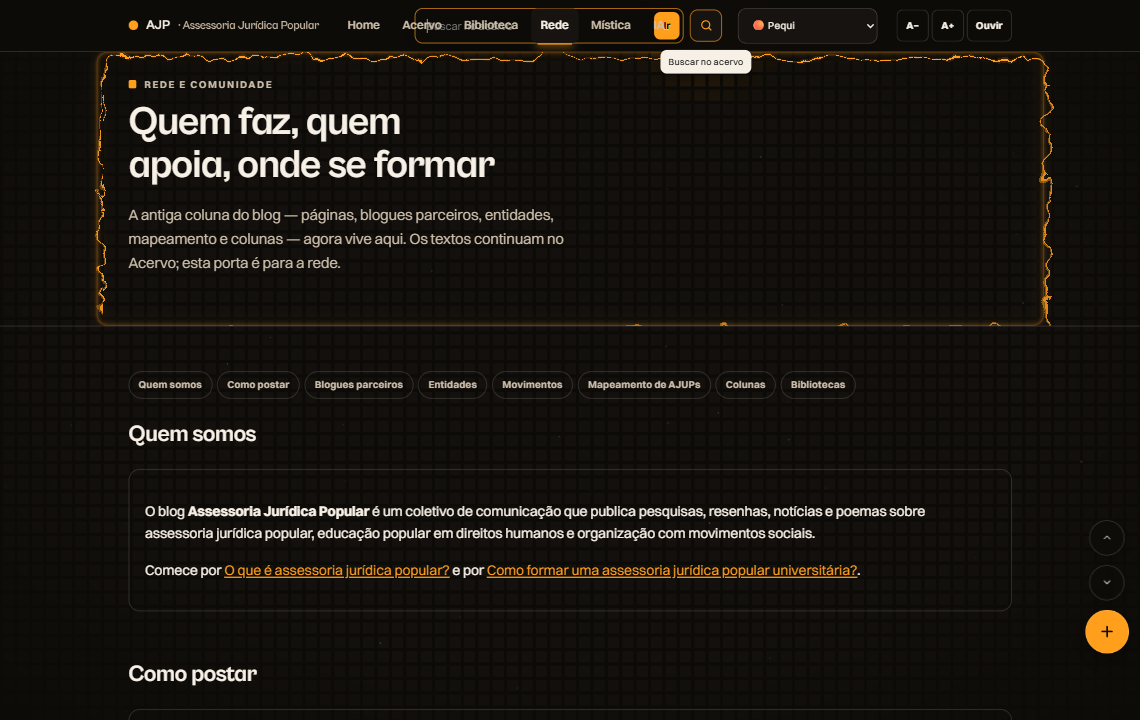 AJP · Assessoria Jurídica Popular
Home
Acervo
Biblioteca
Rede
Mística
Ir
Pequi
A−
A+
Ouvir
Buscar no acervo
REDE E COMUNIDADE
Quem faz, quem
apoia, onde se formar
A antiga coluna do blog — páginas, blogues parceiros, entidades,
mapeamento e colunas — agora vive aqui. Os textos continuam no
Acervo; esta porta é para a rede.
Quem somos
Como postar
Blogues parceiros
Entidades
Movimentos
Mapeamento de AJUPs
Colunas
Bibliotecas
Quem somos
O blog Assessoria Jurídica Popular é um coletivo de comunicação que publica pesquisas, resenhas, notícias e poemas sobre
assessoria jurídica popular, educação popular em direitos humanos e organização com movimentos sociais.
Comece por O que é assessoria jurídica popular? e por Como formar uma assessoria jurídica popular universitária?.
Como postar